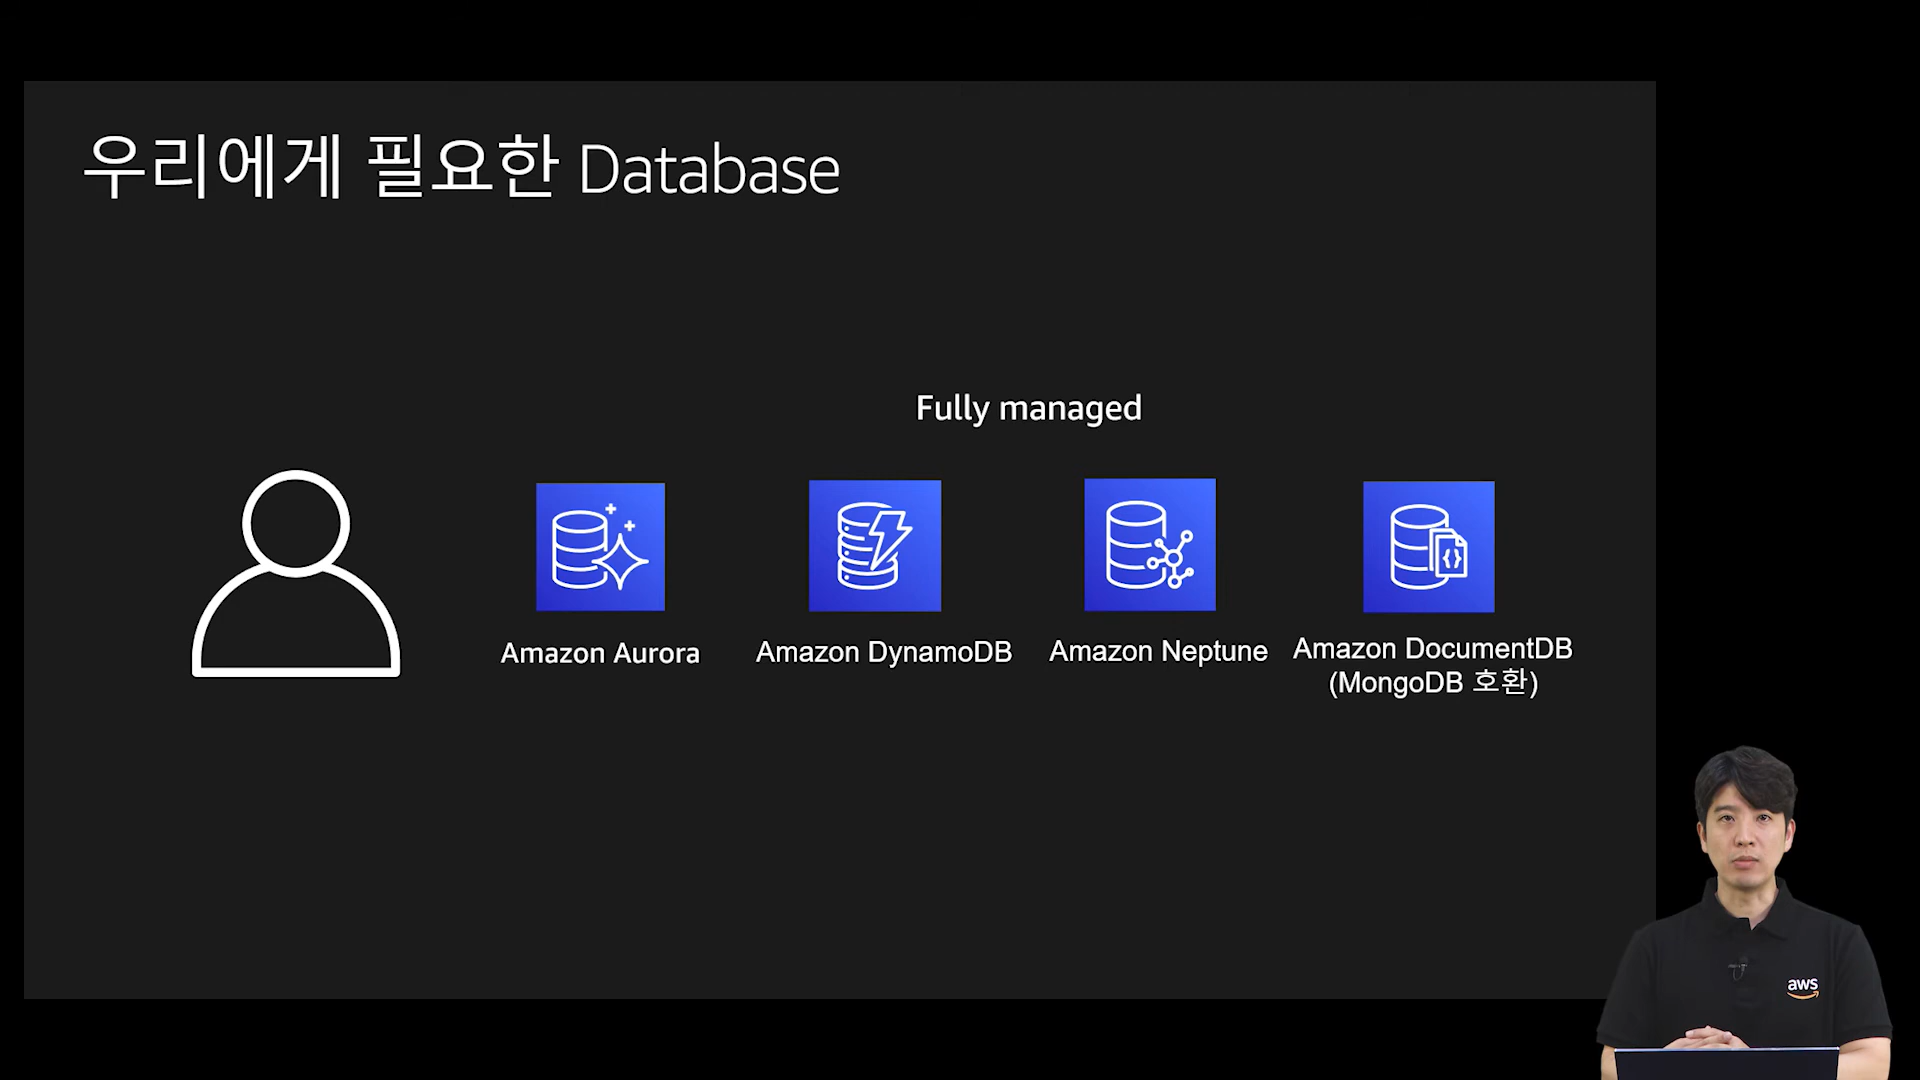 우리에게 필요한 Database
Fully managed
Amazon Aurora
Amazon DynamoDB
Amazon Neptune
Amazon DocumentDB
(MongoDB 호환)
aws